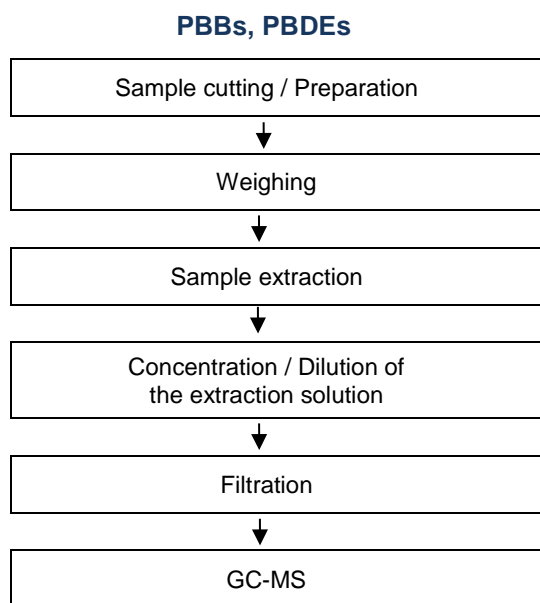 PBBs, PBDEs
Sample cutting / Preparation
Weighing
Sample extraction
Concentration / Dilution of
the extraction solution
Filtration
GC-MS